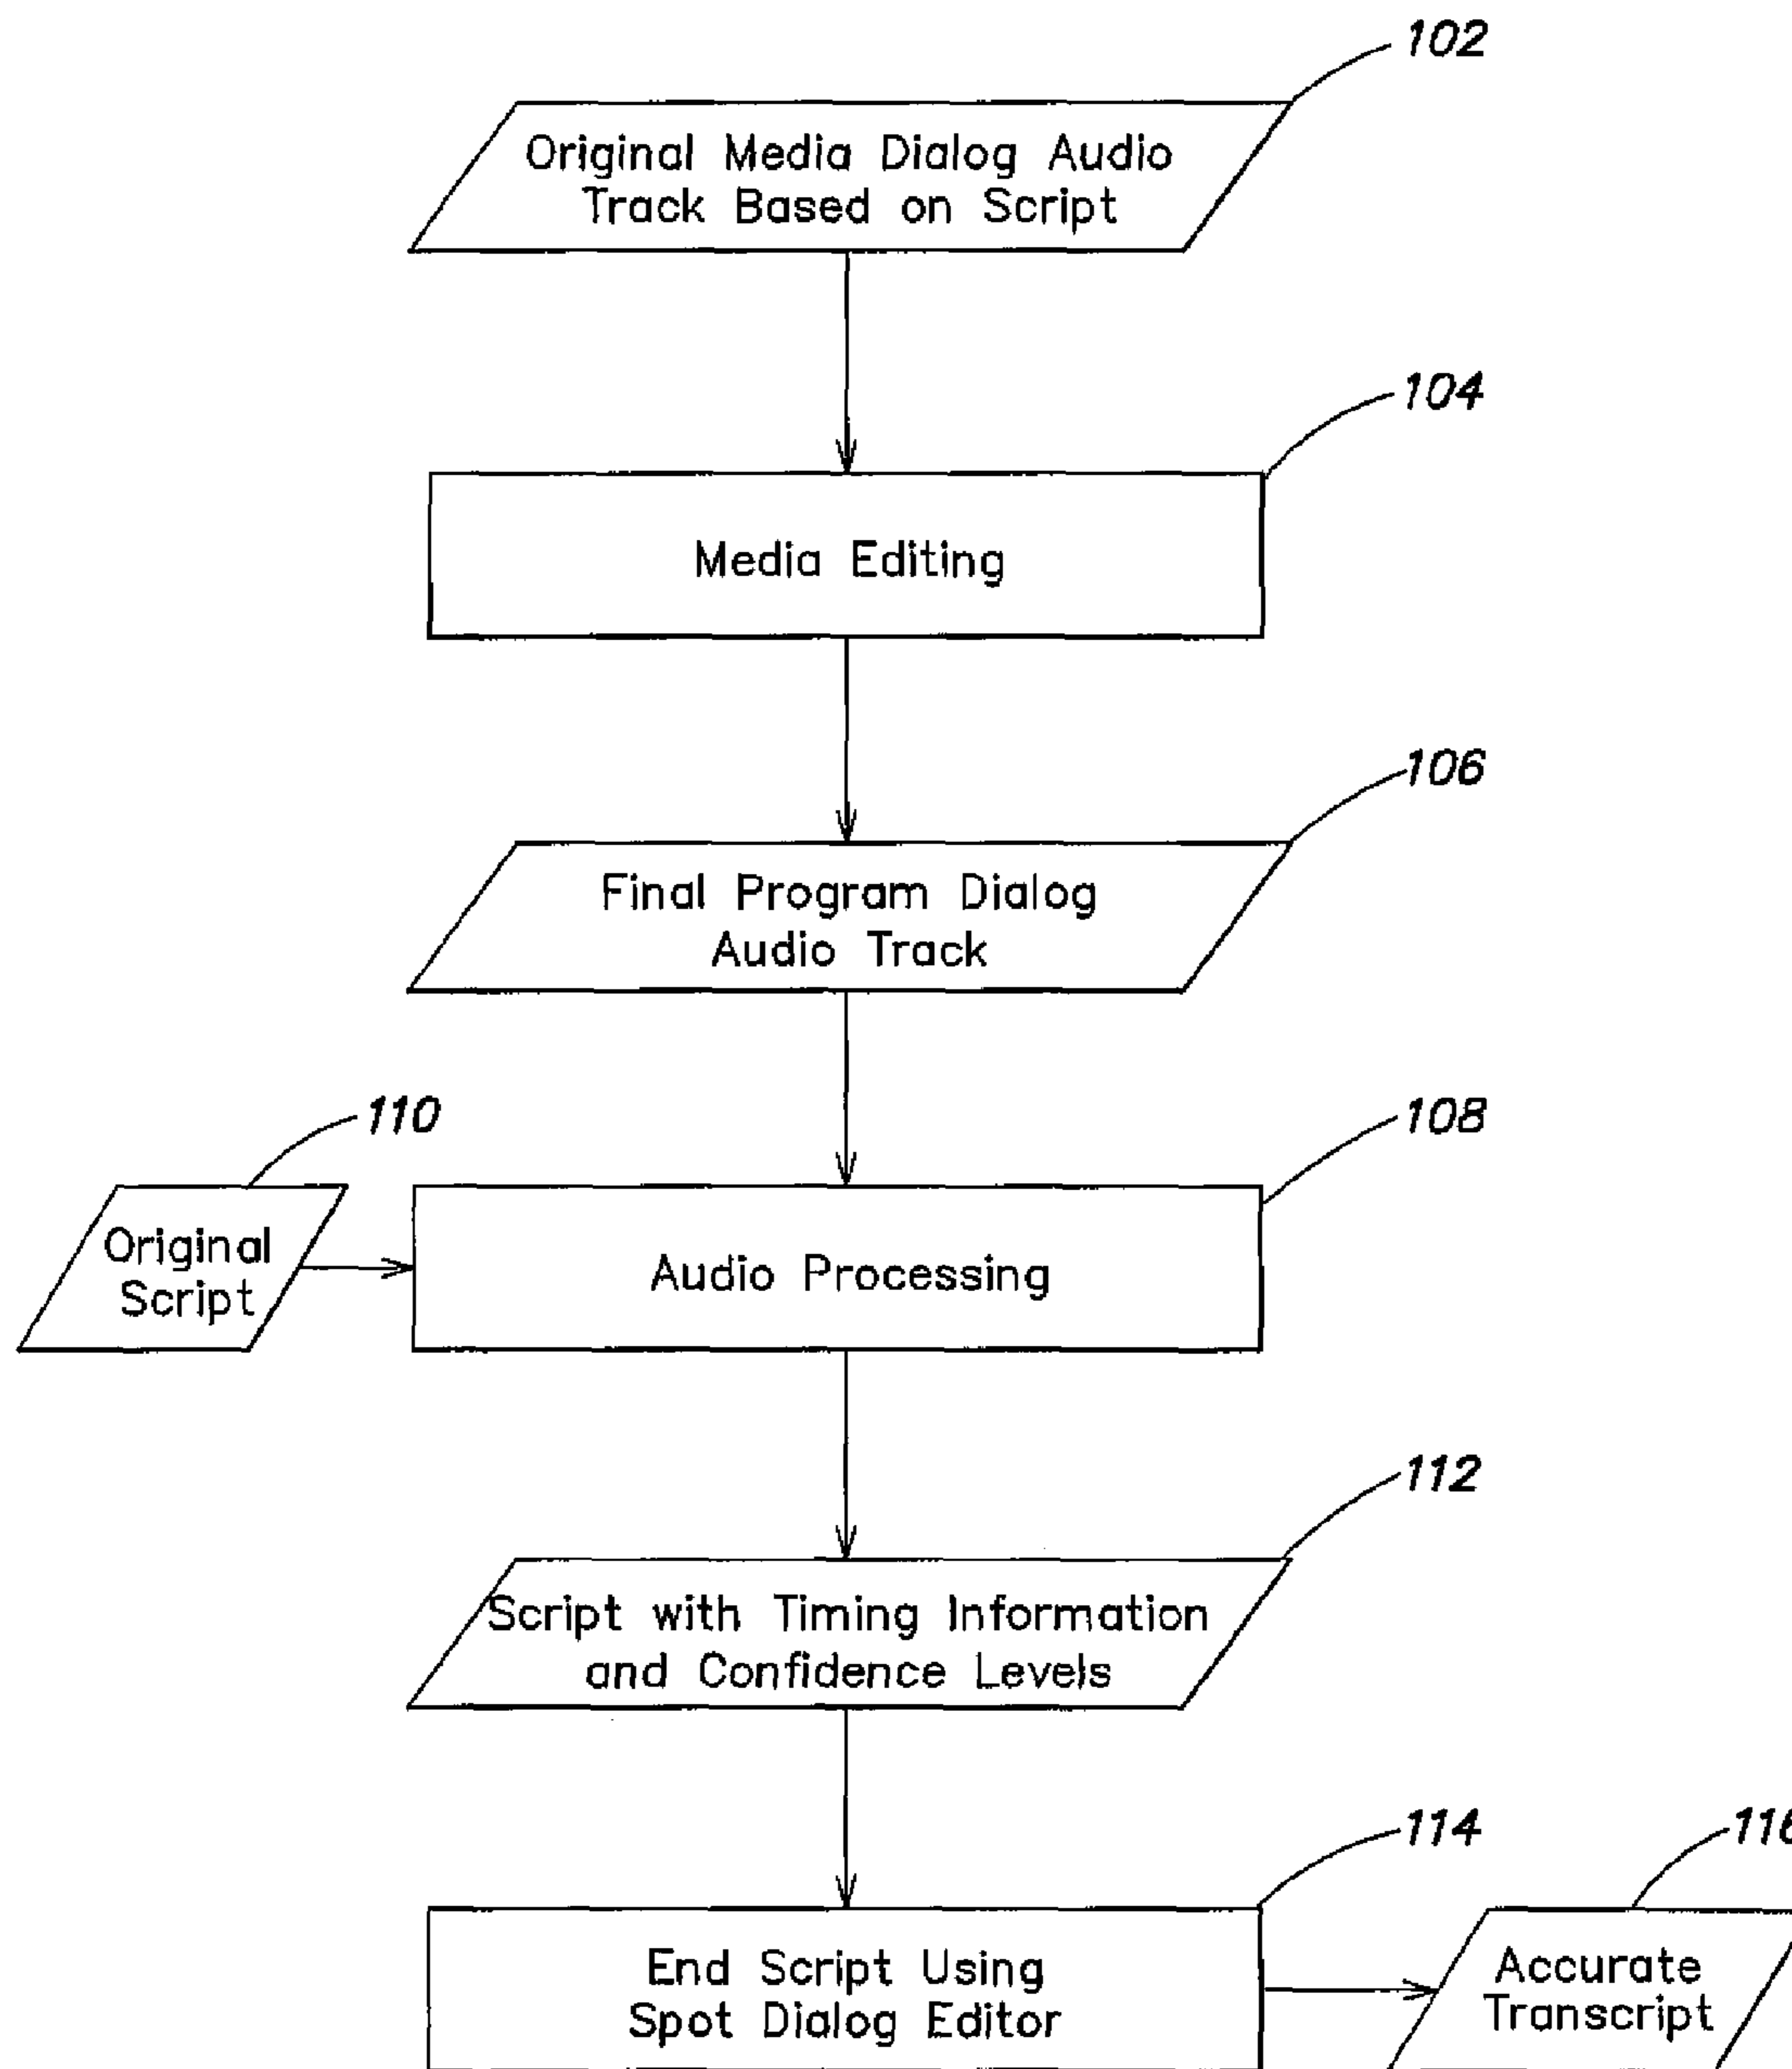 102
Original Media Dialog Audio
Track Based on Script
104
Media Editing
106
Final Program Dialog
Audio Track
110
108
Original
Script
Audio Processing
112
Script with Timing Information
and Confidence Levels
114
116
End Script Using
Spot Dialog Editor
Accurate
Transcript